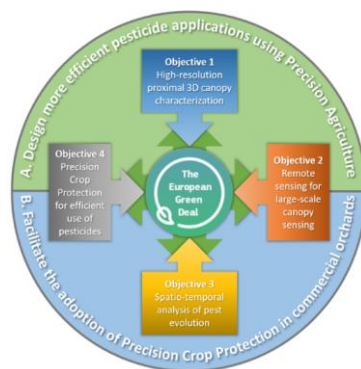 A. Design more efficient pesticide applications using Precision Agriculture
Objective 1
High-resolution
proximal 3D canopy
characterization
Objective 4
Precision
Crop
Protection
for efficient
use of
pesticides
The
European
Green
Deal
Objective 2
Remote
sensing for
large-scale
canopy
sensing
Objective 3
Spatio-temporal
analysis of pest
evolution
B. Facilitate the adoption of Precision Crop Protection in commercial orchards